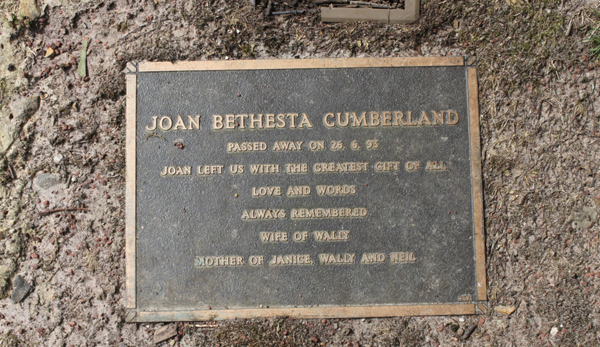 JOAN BETHESTA CUMBERLAND
PASSED AWAY ON 26. 6. 93
JOAN LEFT US WITH THE GREATEST GIFT OF ALL
LOVE AND WORDS
ALWAYS REMEMBERED
WIFE OF WALLY
MOTHER OF JANICE, WALLY AND NEIL